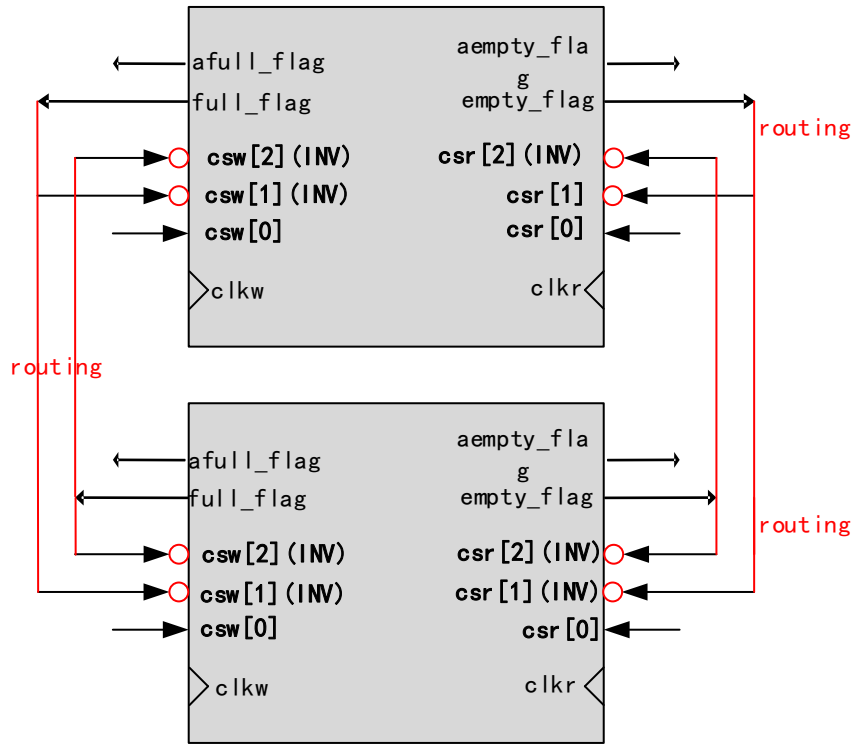 afull_flag
aempty_fla
g
full_flag
empty_flag
routing
csw[2](INV)
csr[2](INV)
csw[1](INV)
csr[1]
csw[0]
csr[0]
clkw
clkr
routing
afull_flag
aempty_fla
g
full_flag
empty_flag
routing
csw[2](INV)
csr[2](INV)
csw[1](INV)
csr[1](INV)
csw[0]
csr[0]
clkw
clkr